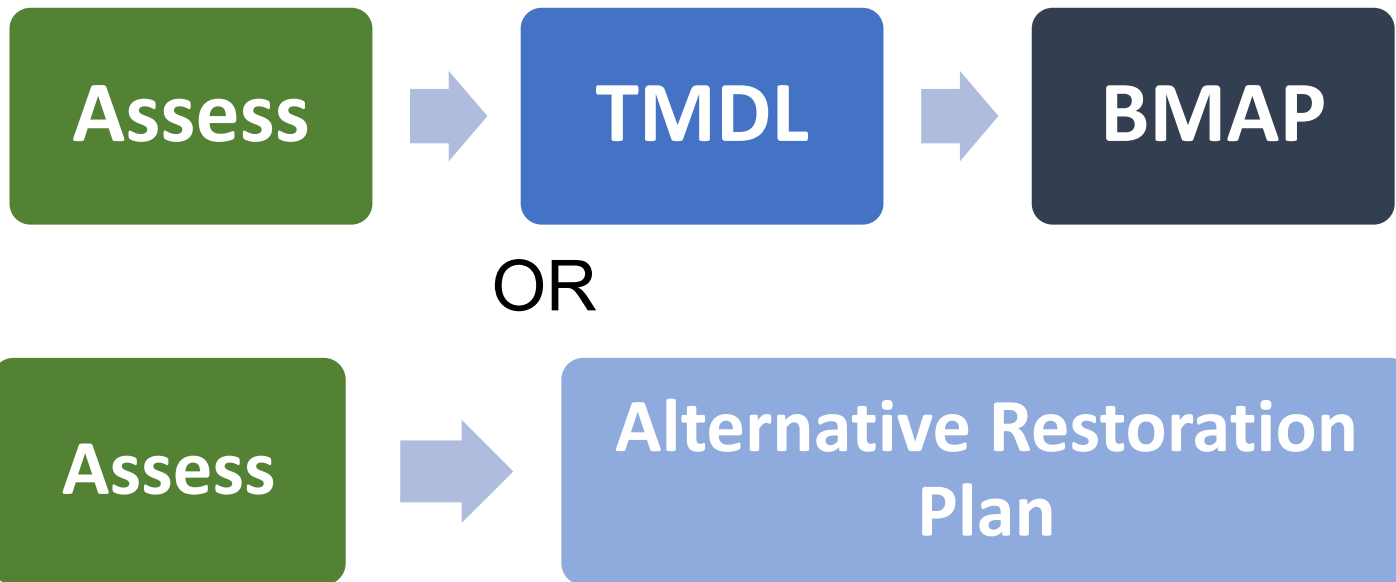 Assess
TMDL
BMAP
OR
Assess
Alternative Restoration
Plan